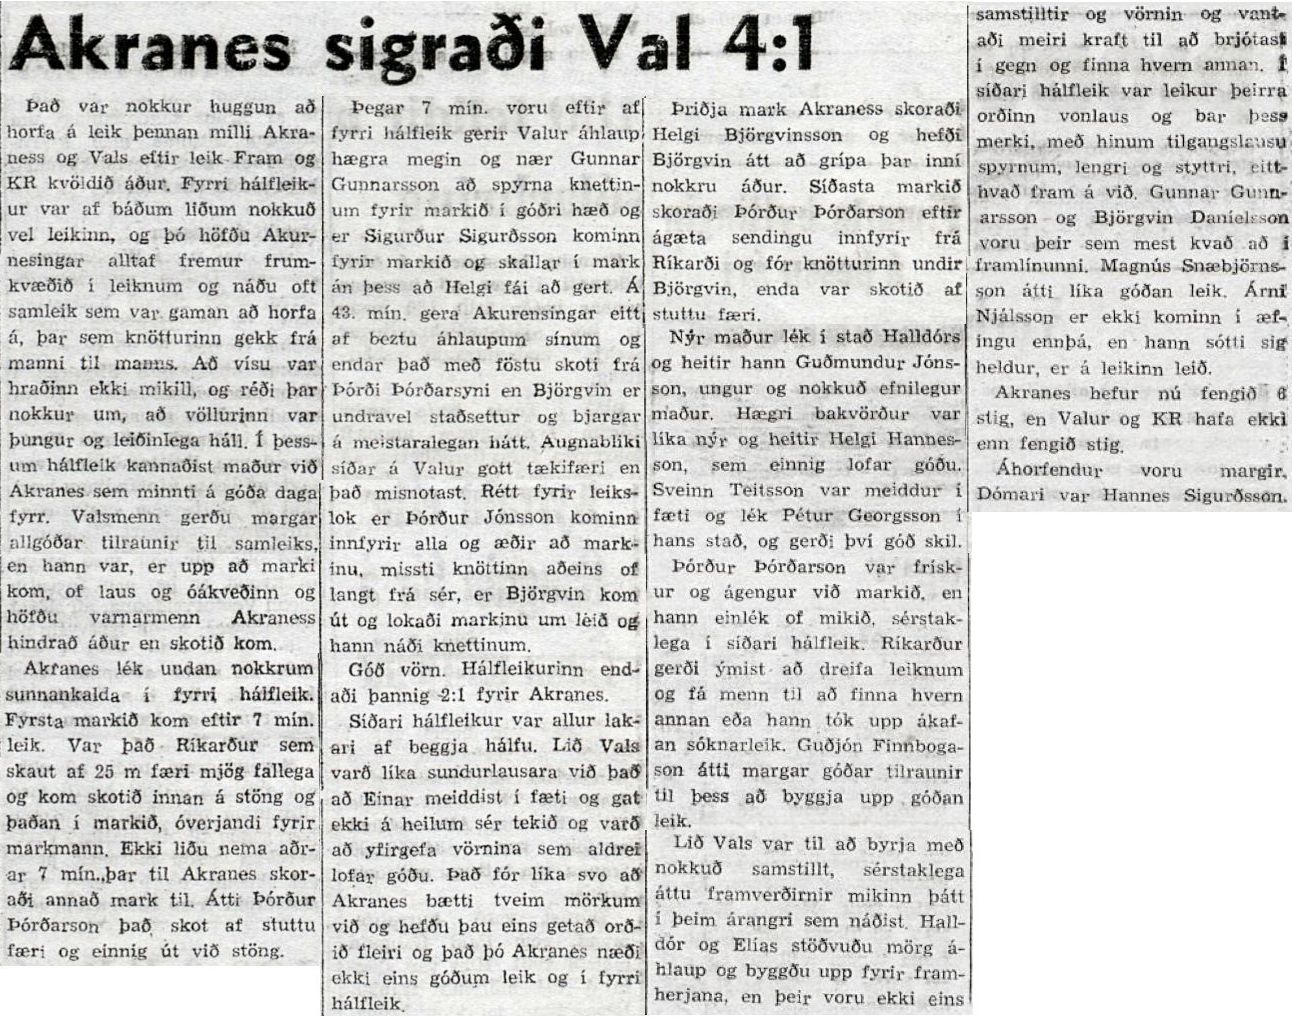 Akranes sigraði Val 4:1
Það var nokkur huggun að
horfa á leik þennan milli Akra-
ness og Vals eftir leik Fram og
KR kvöldið áður. Fyrri hálfleik-
ur var af báðum liðum nokkuð
vel leikinn, og þó höfðu Akur-
nesingar alltaf fremur frum-
kvæðið í leiknum og náðu oft
samleik sem var gaman að horfa
á, þar sem knötturinn gekk frá
manni til manns. Að vísu var
hraðinn ekki mikill, og réði þar
nokkur um, að völlurinn var
þungur og leiðinlega háll. Í þess-
um hálfleik kannaðist maður við
Akranes sem minnti á góða daga
fyrr. Valsmenn gerðu margar
allgóðar tilraunir til samleiks,
en hann var, er upp að marki
kom, of laus og óákveðinn og
höfðu varnarmenn Akraness
hindrað áður en skotið kom.
Akranes lék undan nokkrum
sunnankalda í fyrri hálfleik.
Fyrsta markið kom eftir 7 mín.
leik. Var það Ríkarður sem
skaut af 25 m færi mjög fallega
og kom skotið innan á stöng og
þaðan í markið, óverjandi fyrir
markmann. Ekki liðu nema aðr-
ar 7 mín., þar til Akranes skor-
aði annað mark til. Átti Þórður
Þórðarson það skot af stuttu
færi og einnig út við stöng.
Þegar 7 mín. voru eftir af
fyrri hálfleik gerir Valur áhlaup
hægra megin og nær Gunnar
Gunnarsson að spyrna knettin-
um fyrir markið í góðri hæð og
er Sigurður Sigurðsson kominn
fyrir markið og skallar í mark
án þess að Helgi fái að gert. Á
43. mín. gera Akurensingar eitt
af beztu áhlaupum sínum og
endar það með föstu skoti frá
Þórði Þórðarsyni en Björgvin er
undravel staðsettur og bjargar
á meistaralegan hátt. Augnabliki
síðar á Valur gott tækifæri en
það misnotast. Rétt fyrir leiks-
lok er Þórður Jónsson kominn
innfyrir alla og æðir að mark-
inu, missti knöttinn aðeins of
langt frá sér, er Björgvin kom
út og lokaði markinu um leið og
hann náði knettinum.
Góð vörn. Hálfleikurinn end-
aði þannig 2:1 fyrir Akranes.
Síðari hálfleikur var allur lak-
ari af beggja hálfu. Lið Vals
varð líka sundurlausara við það
að Einar meiddist í fæti og gat
ekki á heilum sér tekið og varð
að yfirgefa vörnina sem aldrei
lofar góðu. Það fór líka svo að
Akranes bætti tveim mörkum
við og hefðu þau eins getað orð-
ið fleiri og það þó Akranes næði
ekki eins góðum leik og í fyrri
hálfleik.
Þriðja mark Akraness skoraði
Helgi Björgvinsson og hefði
Björgvin átt að grípa þar inní
nokkru áður. Síðasta markið
skoraði Þórður Þórðarson eftir
ágæta sendingu innfyrir frá
Ríkarði og fór knötturinn undir
Björgvin, enda var skotið af
stuttu færi.
Nýr maður lék í stað Halldórs
og heitir hann Guðmundur Jóns-
son, ungur og nokkuð efnilegur
maður. Hægri bakvörður var
líka nýr og heitir Helgi Hannes-
son, sem einnig lofar góðu.
Sveinn Teitsson var meiddur í
fæti og lék Pétur Georgsson í
hans stað, og gerði því góð skil.
Þórður Þórðarson var frísk-
ur og ágengur við markið, en
hann einlék of mikið, sérstak-
lega í síðari hálfleik. Ríkarður
gerði ýmist að dreifa leiknum
og fá menn til að finna hvern
annan eða hann tók upp ákaf-
an sóknarleik. Guðjón Finnboga-
son átti margar góðar tilraunir
til þess að byggja upp góðan
leik.
Lið Vals var til að byrja með
nokkuð samstillt, sérstaklega
áttu framverðirnir mikinn þátt
í þeim árangri sem náðist. Hall-
dór og Elías stöðvuðu mörg á-
hlaup og byggðu upp fyrir fram-
herjana, en þeir voru ekki eins
samstilltir og vörnin og vant-
aði meiri kraft til að brjótast
í gegn og finna hvern annan. Í
síðari hálfleik var leikur þeirra
orðinn vonlaus og bar þess
merki, með hinum tilgangslausu
spyrnum, lengri og styttri, eitt-
hvað fram á við. Gunnar Gunn-
arsson og Björgvin Daníelsson
voru þeir sem mest kvað að í
framlínunni. Magnús Snæbjörns-
son átti líka góðan leik. Árni
Njálsson er ekki kominn í æf-
ingu ennþá, en hann sótti sig
heldur, er á leikinn leið.
Akranes hefur nú fengið 6
stig, en Valur og KR hafa ekki
enn fengið stig.
Áhorfendur voru margir.
Dómari var Hannes Sigurðsson.